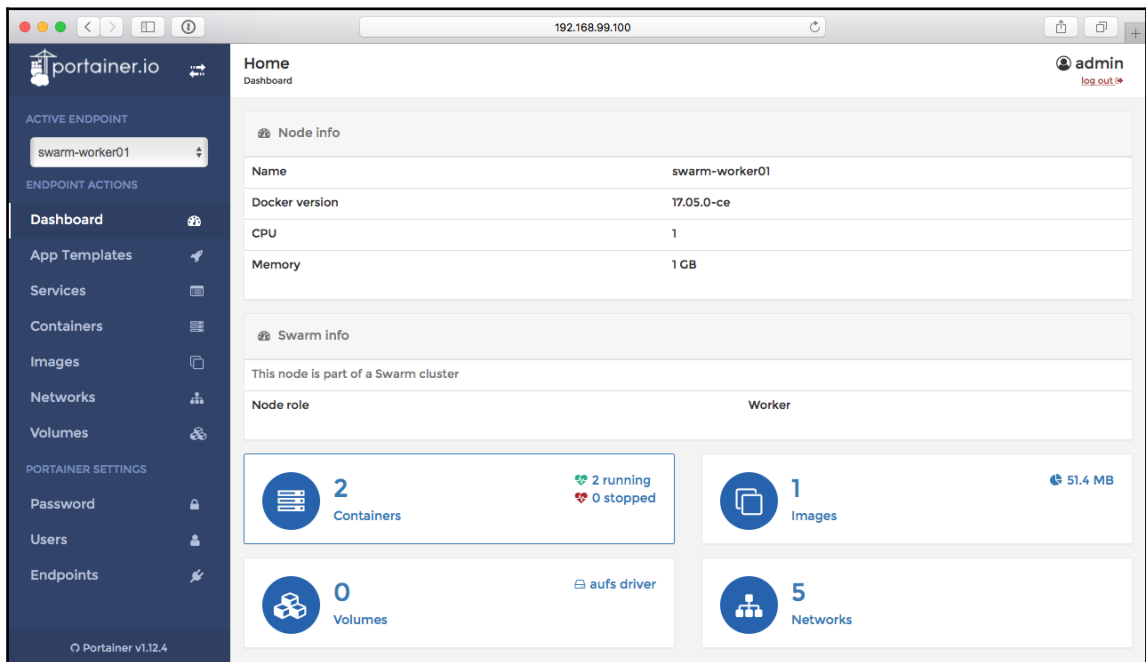 192.168.99.100
portainer.io
Home
Dashboard
admin
log out
ACTIVE ENDPOINT
swarm-worker01
ENDPOINT ACTIONS
Dashboard
App Templates
Services
Containers
Images
Networks
Volumes
PORTAINER SETTINGS
Password
Users
Endpoints
Portainer v1.12.4
Node info
Name swarm-worker01
Docker version 17.05.0-ce
CPU 1
Memory 1 GB
Swarm info
This node is part of a Swarm cluster
Node role Worker
2
Containers
2 running
0 stopped
1
Images
51.4 MB
0
Volumes
aufs driver
5
Networks